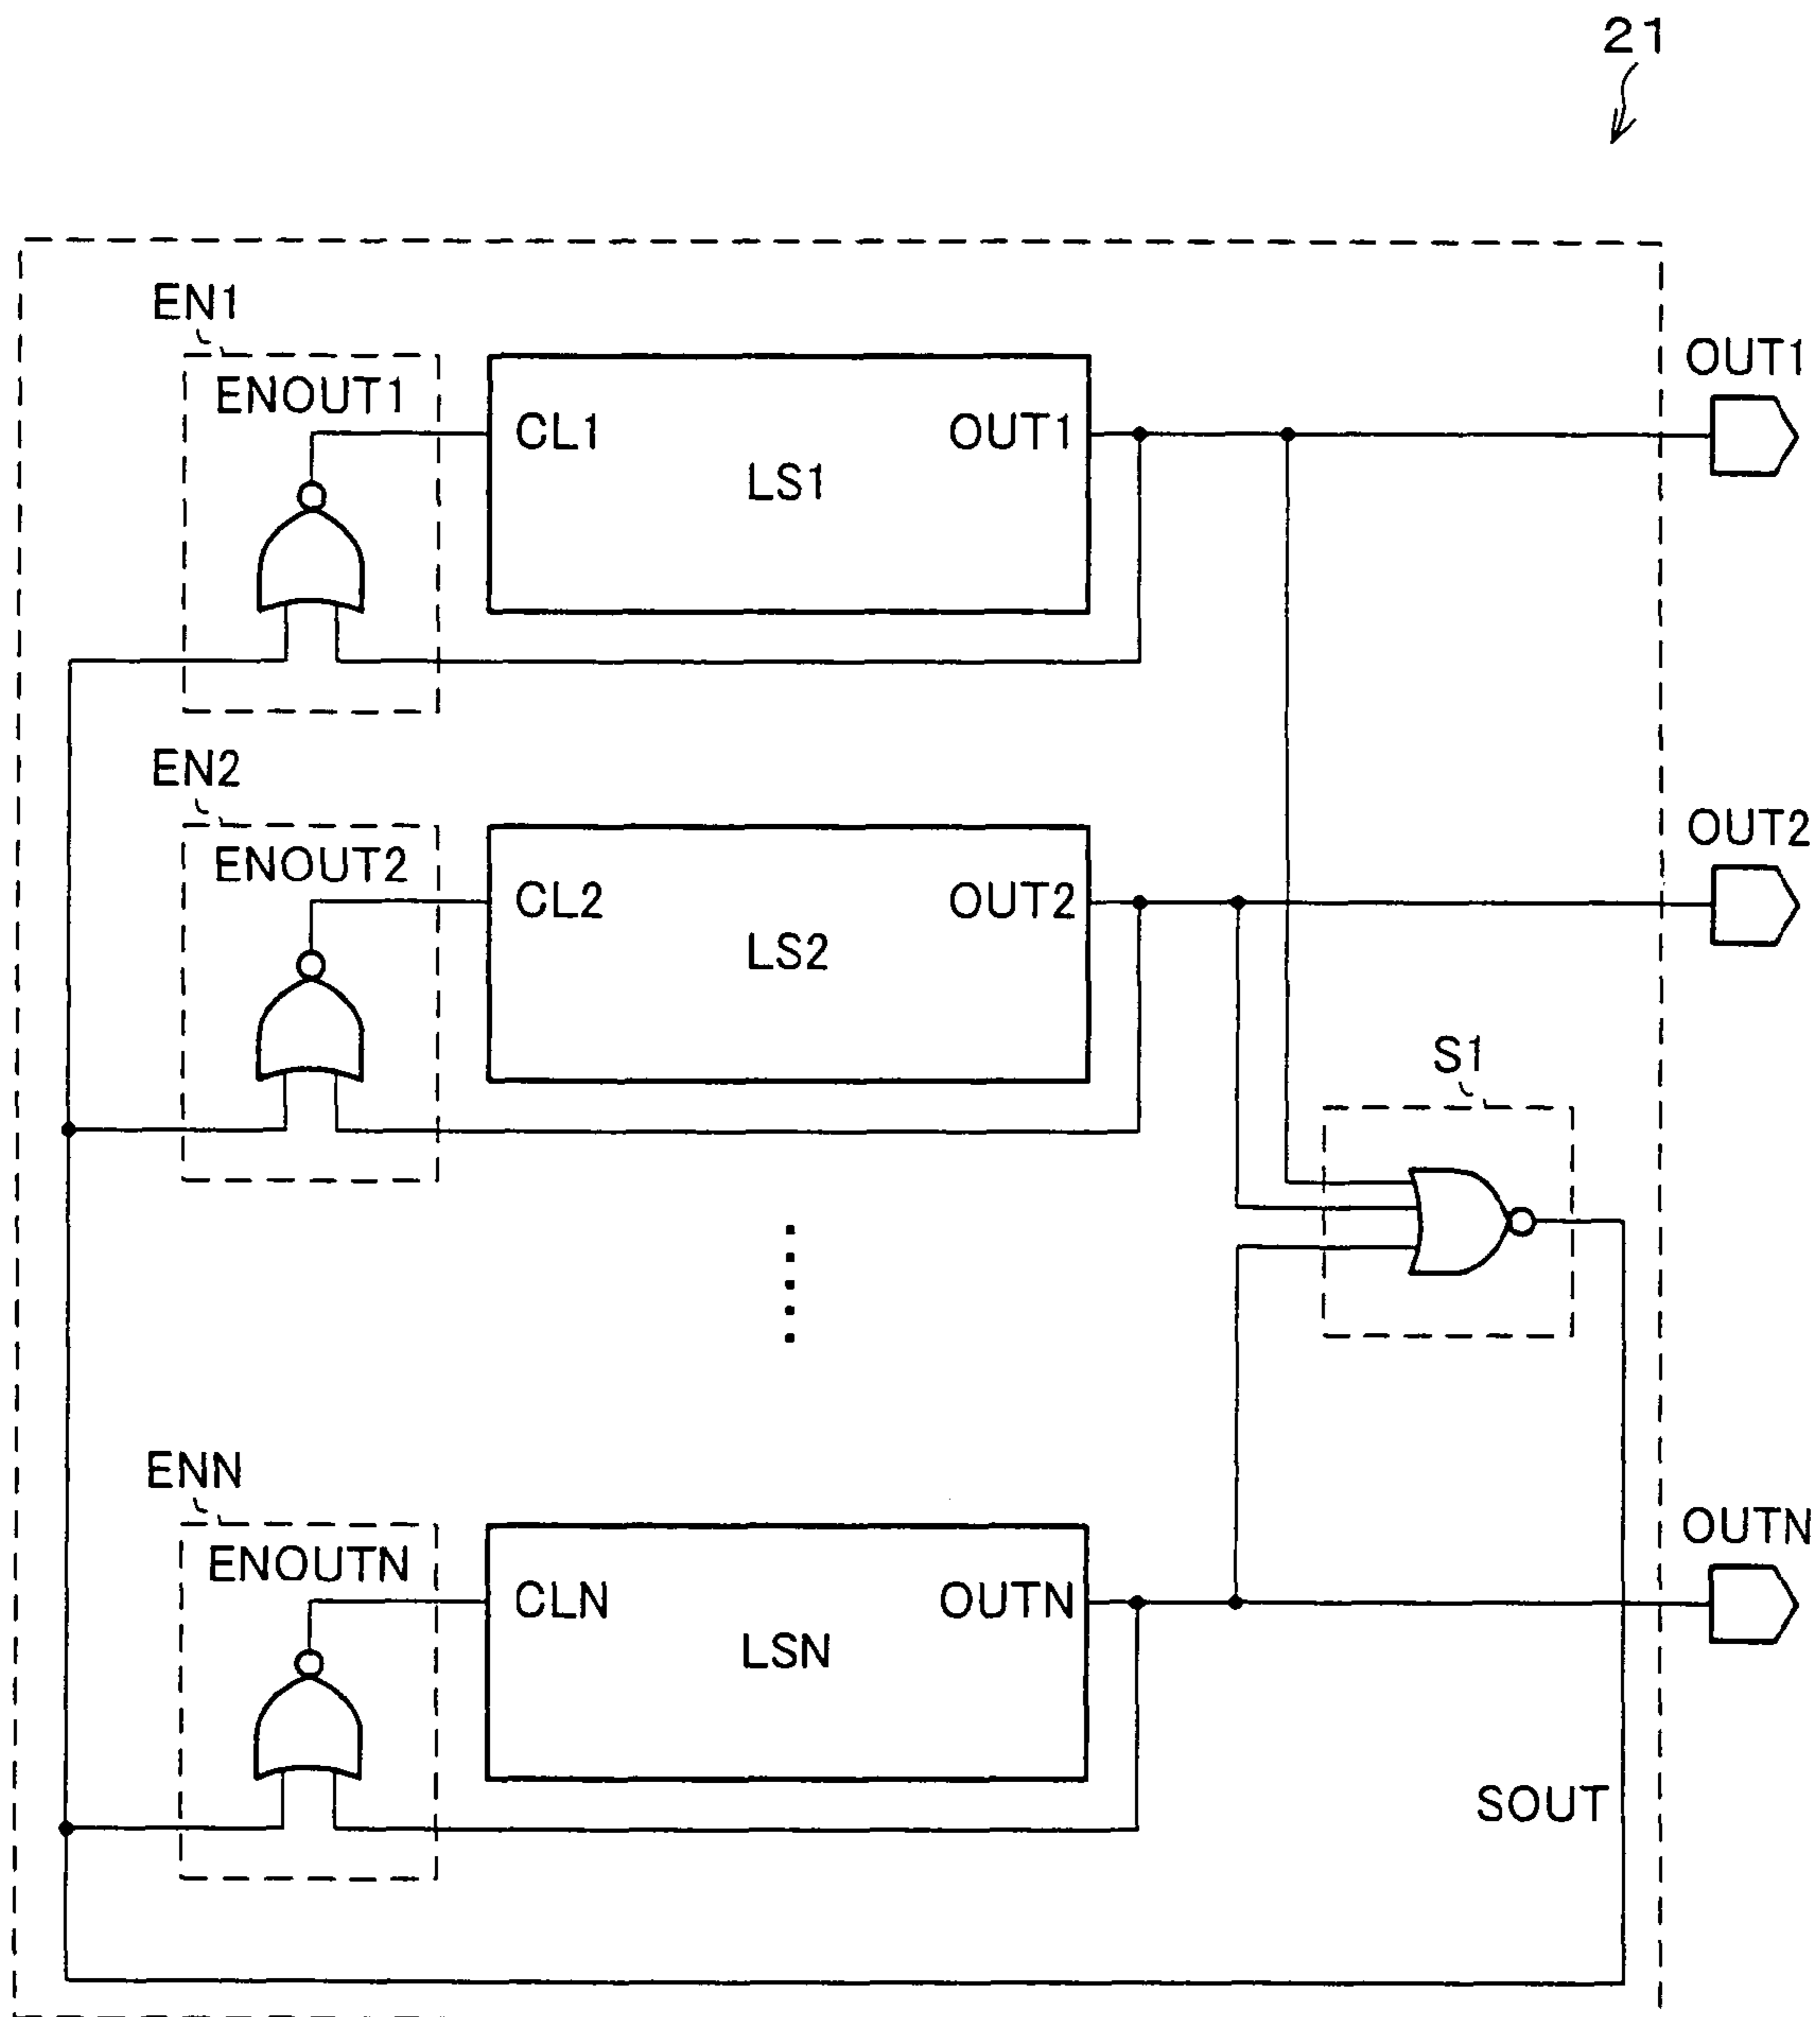 21
EN1
ENOUT1
CL1
OUT1
LS1
OUT1
EN2
ENOUT2
CL2
OUT2
LS2
OUT2
S1
ENN
ENOUTN
CLN
OUTN
LSN
OUTN
SOUT